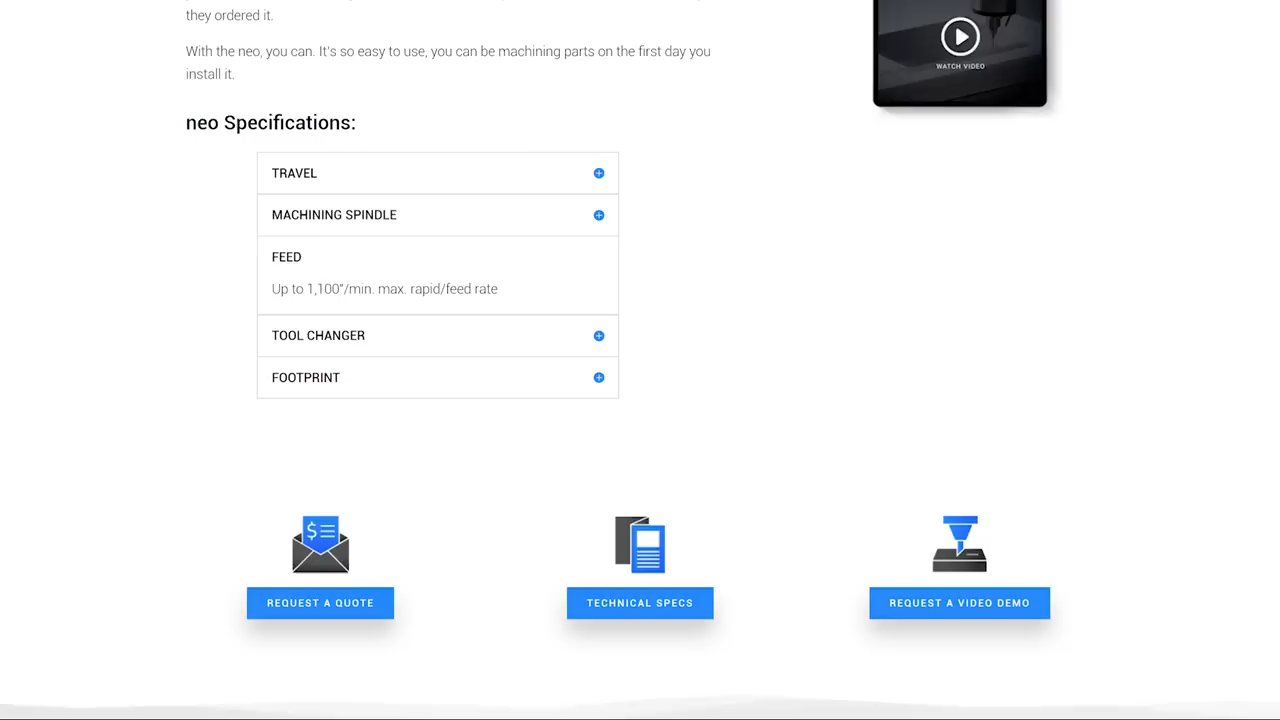 they ordered it.
With the neo, you can. It's so easy to use, you can be machining parts on the first day you
install it.
WATCH VIDEO
neo Specifications:
TRAVEL
MACHINING SPINDLE
FEED
Up to 1,100"/min. max. rapid/feed rate
TOOL CHANGER
FOOTPRINT
REQUEST A QUOTE
TECHNICAL SPECS
REQUEST A VIDEO DEMO